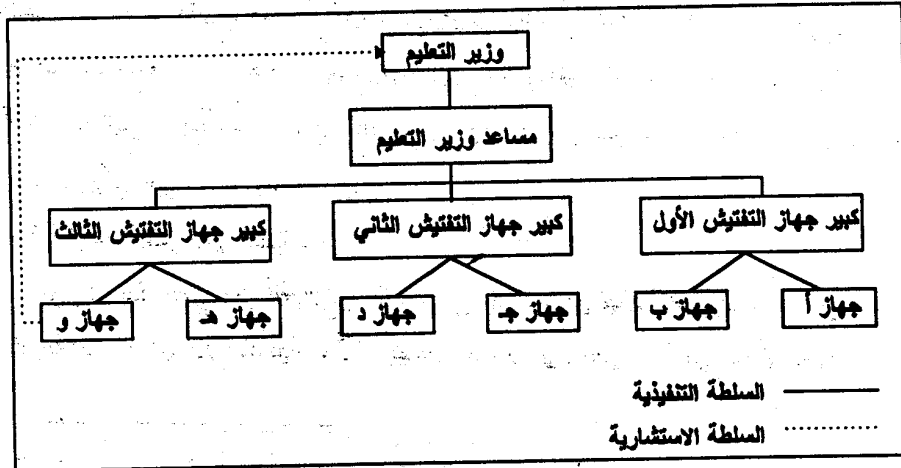 وزير التعليم
مساعد وزير التعليم
كبير جهاز التفتيش الأول
كبير جهاز التفتيش الثاني
كبير جهاز التفتيش الثالث
جهاز أ
جهاز ب
جهاز جـ
جهاز د
جهاز هـ
جهاز و
السلطة التنفيذية
السلطة الاستشارية